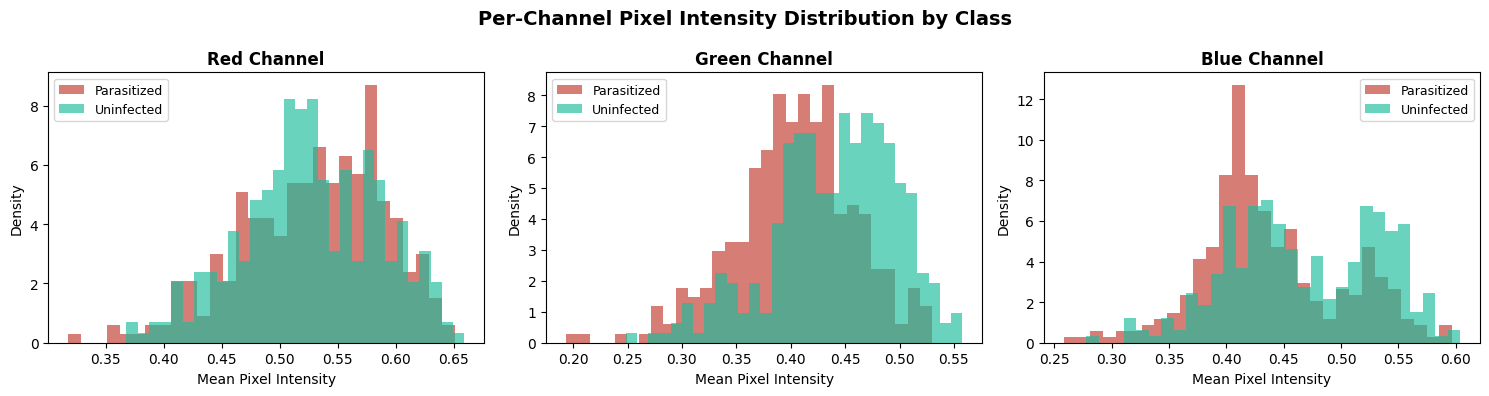 Per-Channel Pixel Intensity Distribution by Class
Red Channel
Parasitized
Uninfected
Density
0
2
4
6
8
0.35 0.40 0.45 0.50 0.55 0.60 0.65
Mean Pixel Intensity
Green Channel
Parasitized
Uninfected
Density
0
1
2
3
4
5
6
7
8
0.20 0.25 0.30 0.35 0.40 0.45 0.50 0.55
Mean Pixel Intensity
Blue Channel
Parasitized
Uninfected
Density
0
2
4
6
8
10
12
0.25 0.30 0.35 0.40 0.45 0.50 0.55 0.60
Mean Pixel Intensity